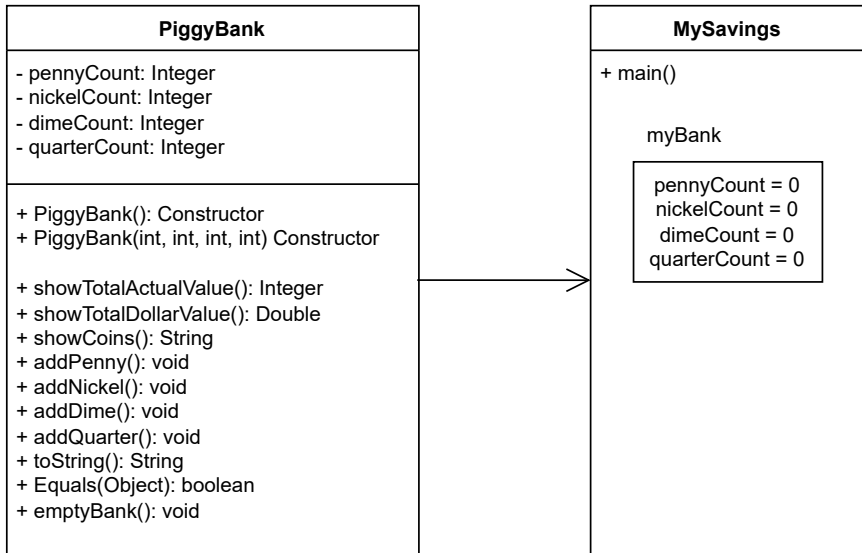 PiggyBank
- pennyCount: Integer
- nickelCount: Integer
- dimeCount: Integer
- quarterCount: Integer
+ PiggyBank(): Constructor
+ PiggyBank(int, int, int, int) Constructor
+ showTotalActualValue(): Integer
+ showTotalDollarValue(): Double
+ showCoins(): String
+ addPenny(): void
+ addNickel(): void
+ addDime(): void
+ addQuarter(): void
+ toString(): String
+ Equals(Object): boolean
+ emptyBank(): void
MySavings
+ main()
myBank
pennyCount = 0
nickelCount = 0
dimeCount = 0
quarterCount = 0